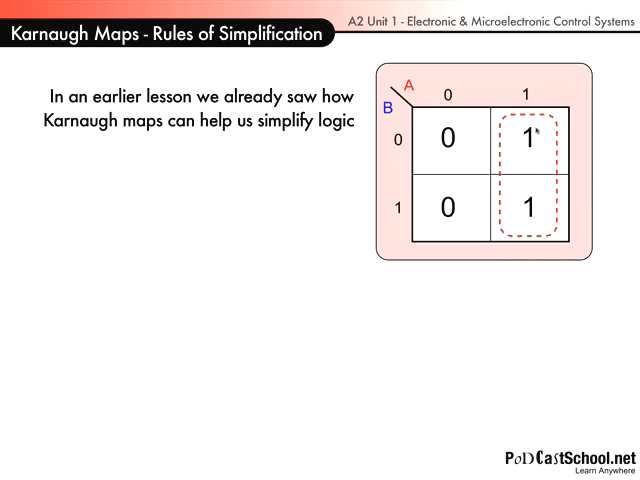 A2 Unit 1 - Electronic & Microelectronic Control Systems
Karnaugh Maps - Rules of Simplification
In an earlier lesson we already saw how
Karnaugh maps can help us simplify logic
A
B
0 1
0 0 1
1 0 1
PoDCastSchool.net
Learn Anywhere